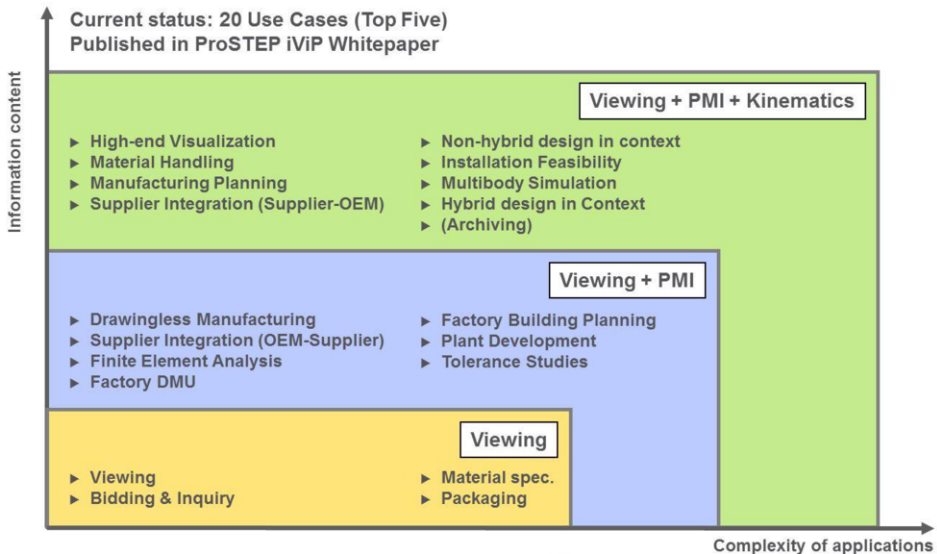 Current status: 20 Use Cases (Top Five)
Published in ProSTEP iViP Whitepaper
Information content
Viewing + PMI + Kinematics
► High-end Visualization
► Material Handling
► Manufacturing Planning
► Supplier Integration (Supplier-OEM)
► Non-hybrid design in context
► Installation Feasibility
► Multibody Simulation
► Hybrid design in Context
► (Archiving)
Viewing + PMI
► Drawingless Manufacturing
► Supplier Integration (OEM-Supplier)
► Finite Element Analysis
► Factory DMU
► Factory Building Planning
► Plant Development
► Tolerance Studies
Viewing
► Viewing
► Bidding & Inquiry
► Material spec.
► Packaging
Complexity of applications